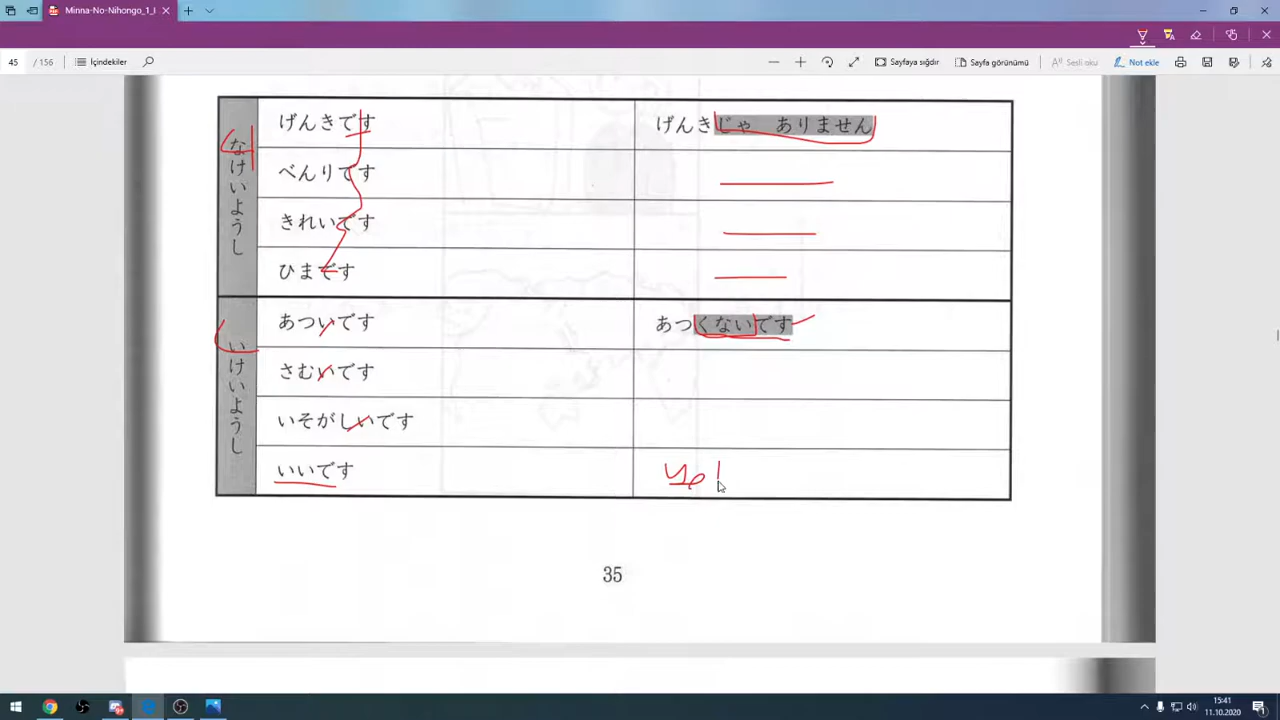 Minna-No-Nihongo_1_I
45 / 156 İçindekiler Sayfaya sığdır Sayfa görünümü Sesli oku Not ekle
なけいようし
げんきです げんきじゃ ありません
べんりです
きれいです
ひまです
いけいようし
あついです あつくないです
さむいです
いそがしいです
いいです
35
15:41
11.10.2020